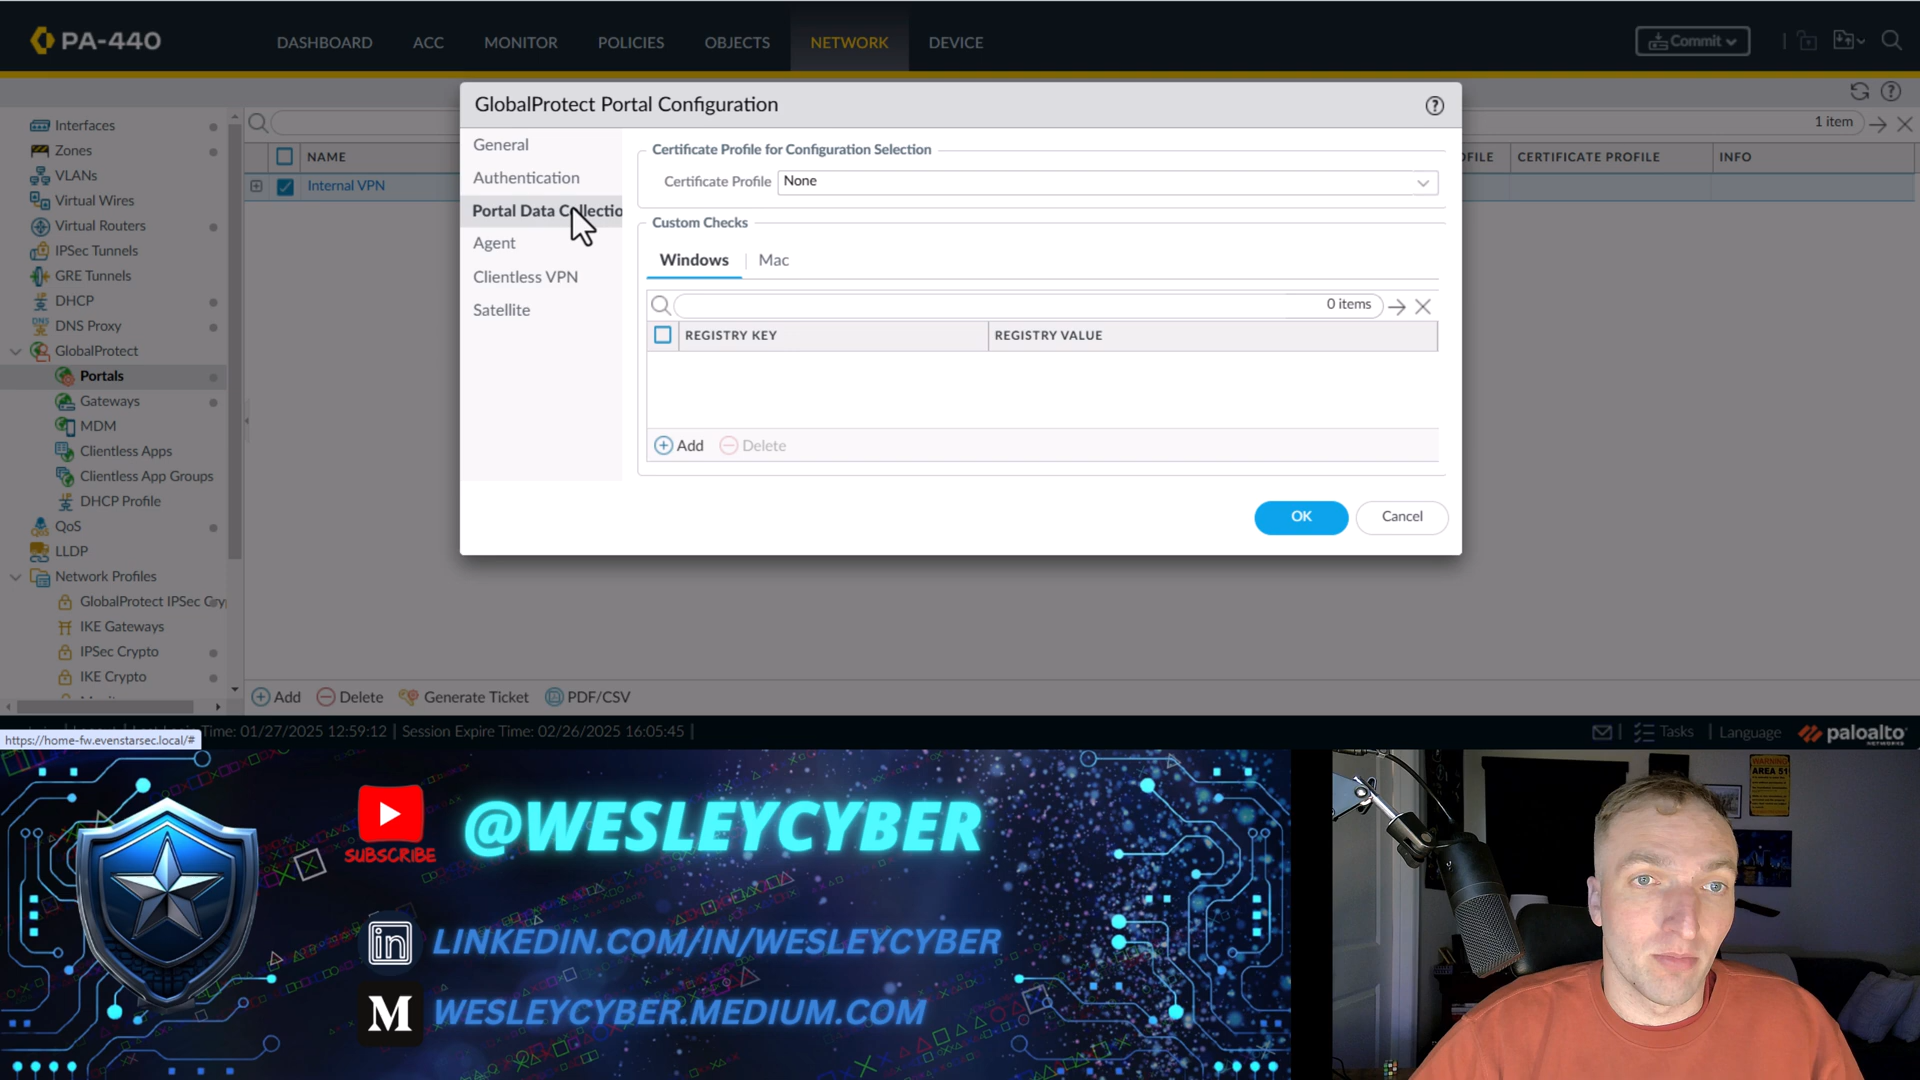 PA-440
DASHBOARD
ACC
MONITOR
POLICIES
OBJECTS
NETWORK
DEVICE
Commit
GlobalProtect Portal Configuration
Interfaces
Zones
VLANs
Virtual Wires
Virtual Routers
IPSec Tunnels
GRE Tunnels
DHCP
DNS Proxy
GlobalProtect
Portals
Gateways
MDM
Clientless Apps
Clientless App Groups
DHCP Profile
QoS
LLDP
Network Profiles
GlobalProtect IPSec Cry
IKE Gateways
IPSec Crypto
IKE Crypto
1 item
NAME
OFILE
CERTIFICATE PROFILE
INFO
Internal VPN
General
Authentication
Portal Data Collectio
Agent
Clientless VPN
Satellite
Certificate Profile for Configuration Selection
Certificate Profile
None
Custom Checks
Windows
Mac
0 items
REGISTRY KEY
REGISTRY VALUE
Add
Delete
OK
Cancel
Add
Delete
Generate Ticket
PDF/CSV
Time: 01/27/2025 12:59:12 | Session Expire Time: 02/26/2025 16:05:45 |
Tasks
Language
paloalto
NETWORKS
https://home-fw.evenstarsec.local/#
SUBSCRIBE
@WESLEYCYBER
in
LINKEDIN.COM/IN/WESLEYCYBER
M
WESLEYCYBER.MEDIUM.COM
WARNING
AREA 51